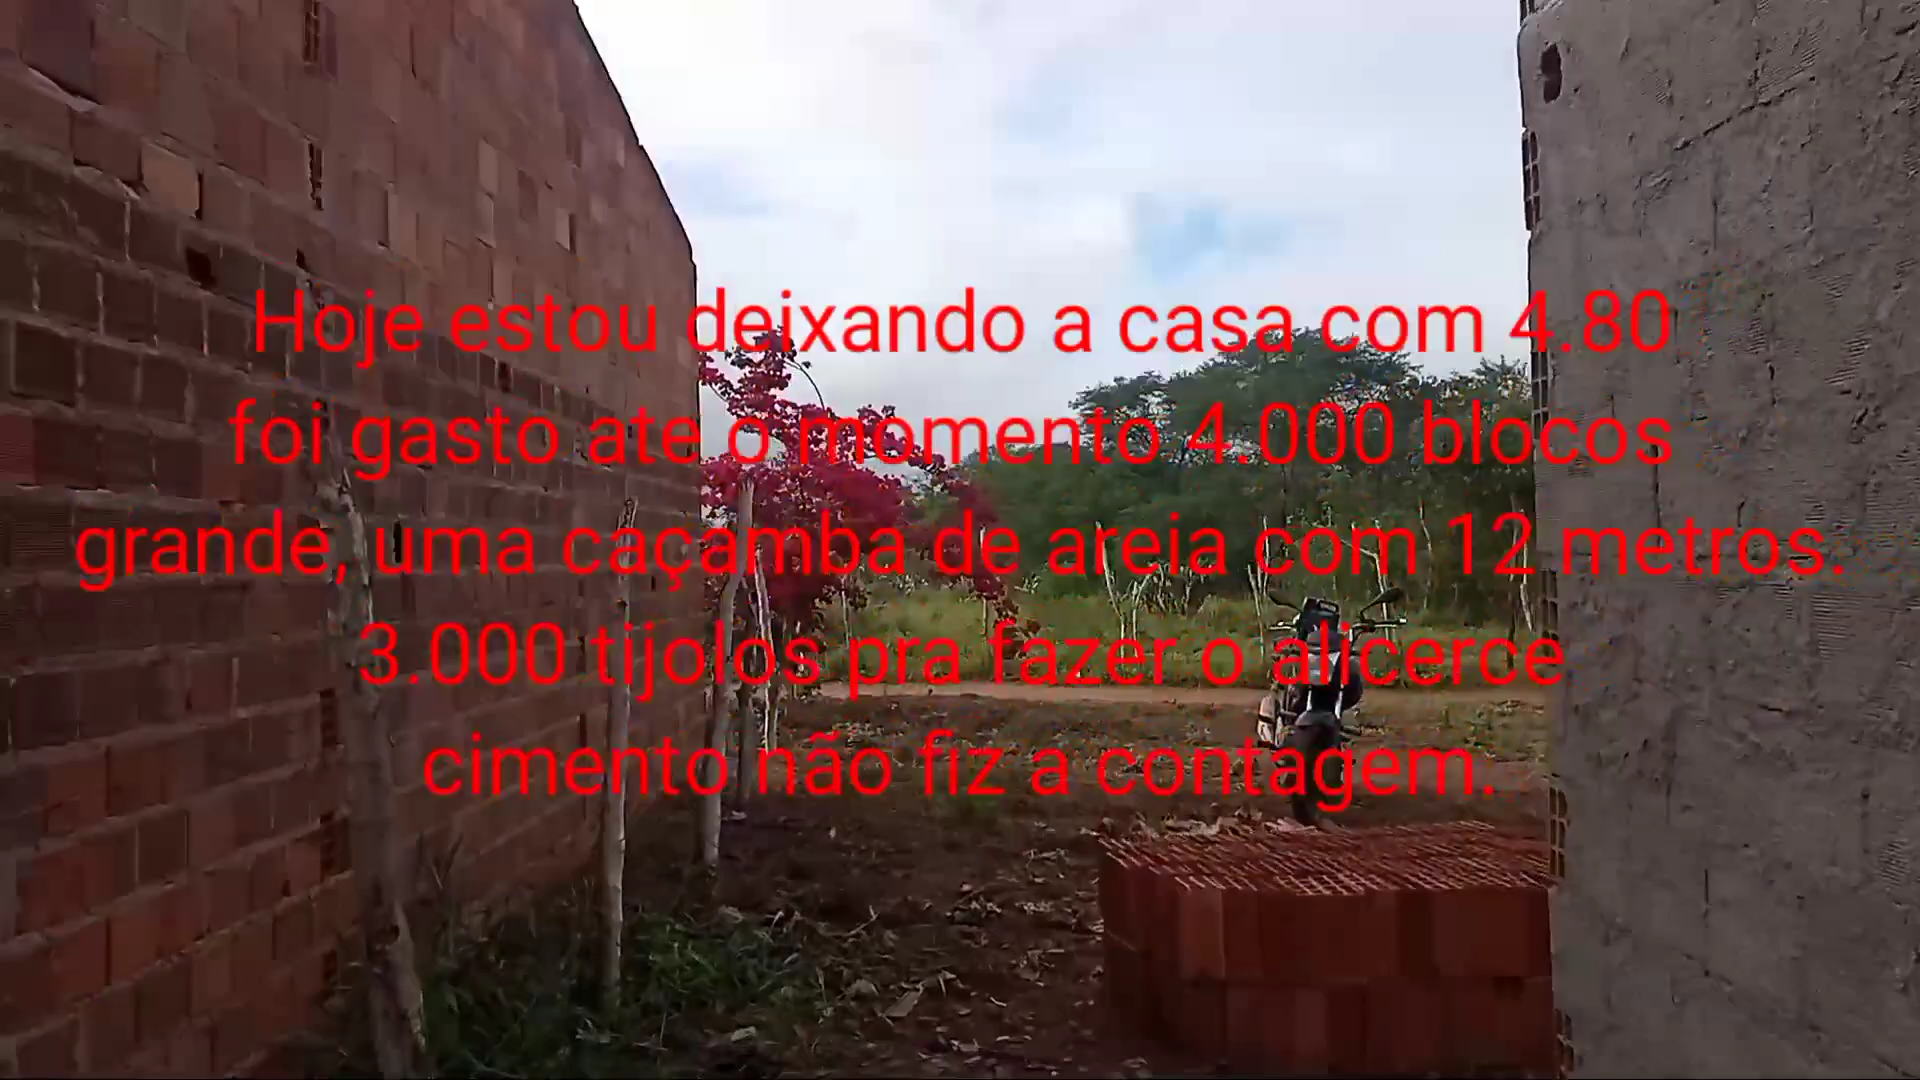 Hoje estou deixando a casa com 4.80
foi gasto ate o momento 4.000 blocos
grande, uma caçamba de areia com 12 metros.
3.000 tijolos pra fazer o alicerce
cimento não fiz a contagem.